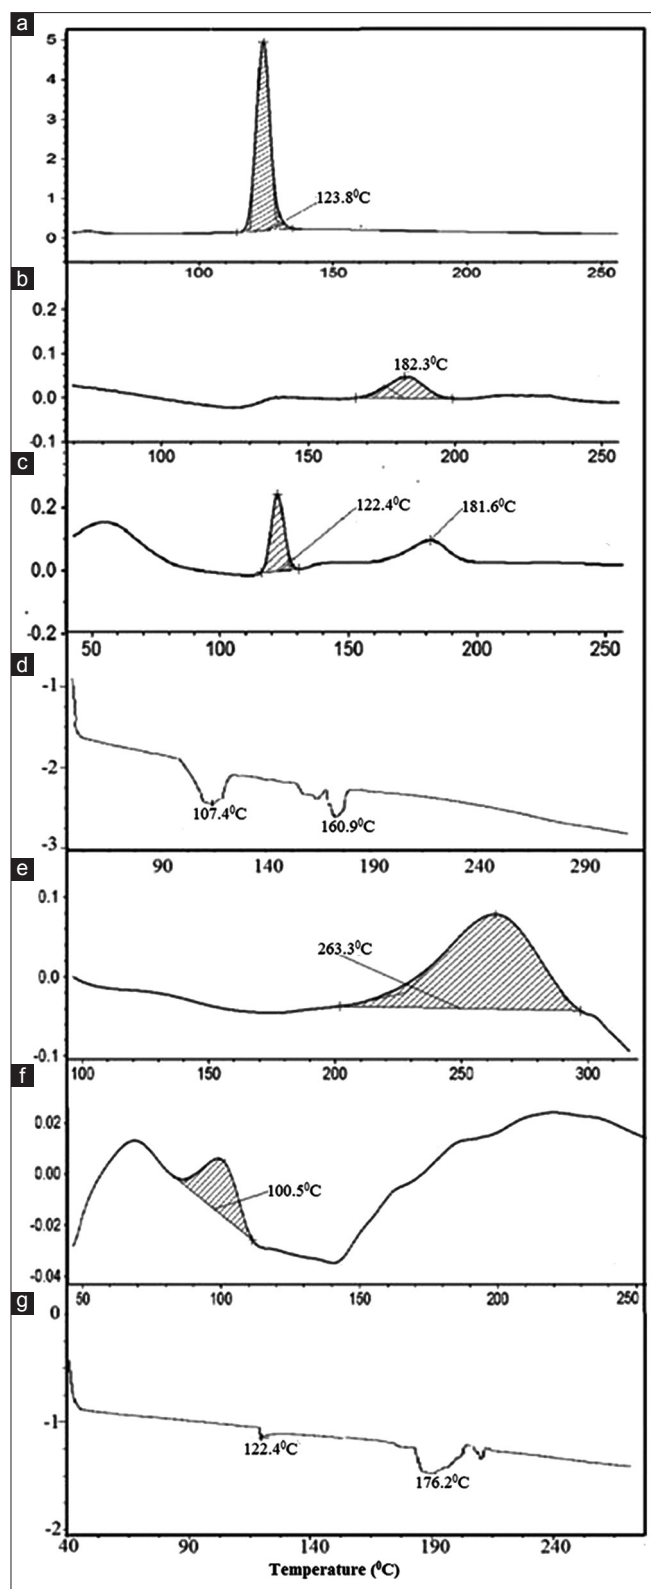 a
5
4
3
2
1
0
123.8⁰C
100 150 200 250
b
0.2
0.1
0.0
-0.1
182.3⁰C
100 150 200 250
c
0.2
0.0
-0.2
122.4⁰C 181.6⁰C
50 100 150 200 250
d
-1
-2
-3
107.4⁰C 160.9⁰C
90 140 190 240 290
e
0.1
0.0
-0.1
263.3⁰C
100 150 200 250 300
f
0.02
0.00
-0.02
-0.04
100.5⁰C
50 100 150 200 250
g
0
-1
-2
122.4⁰C 176.2⁰C
40 90 140 190 240
Temperature (⁰C)